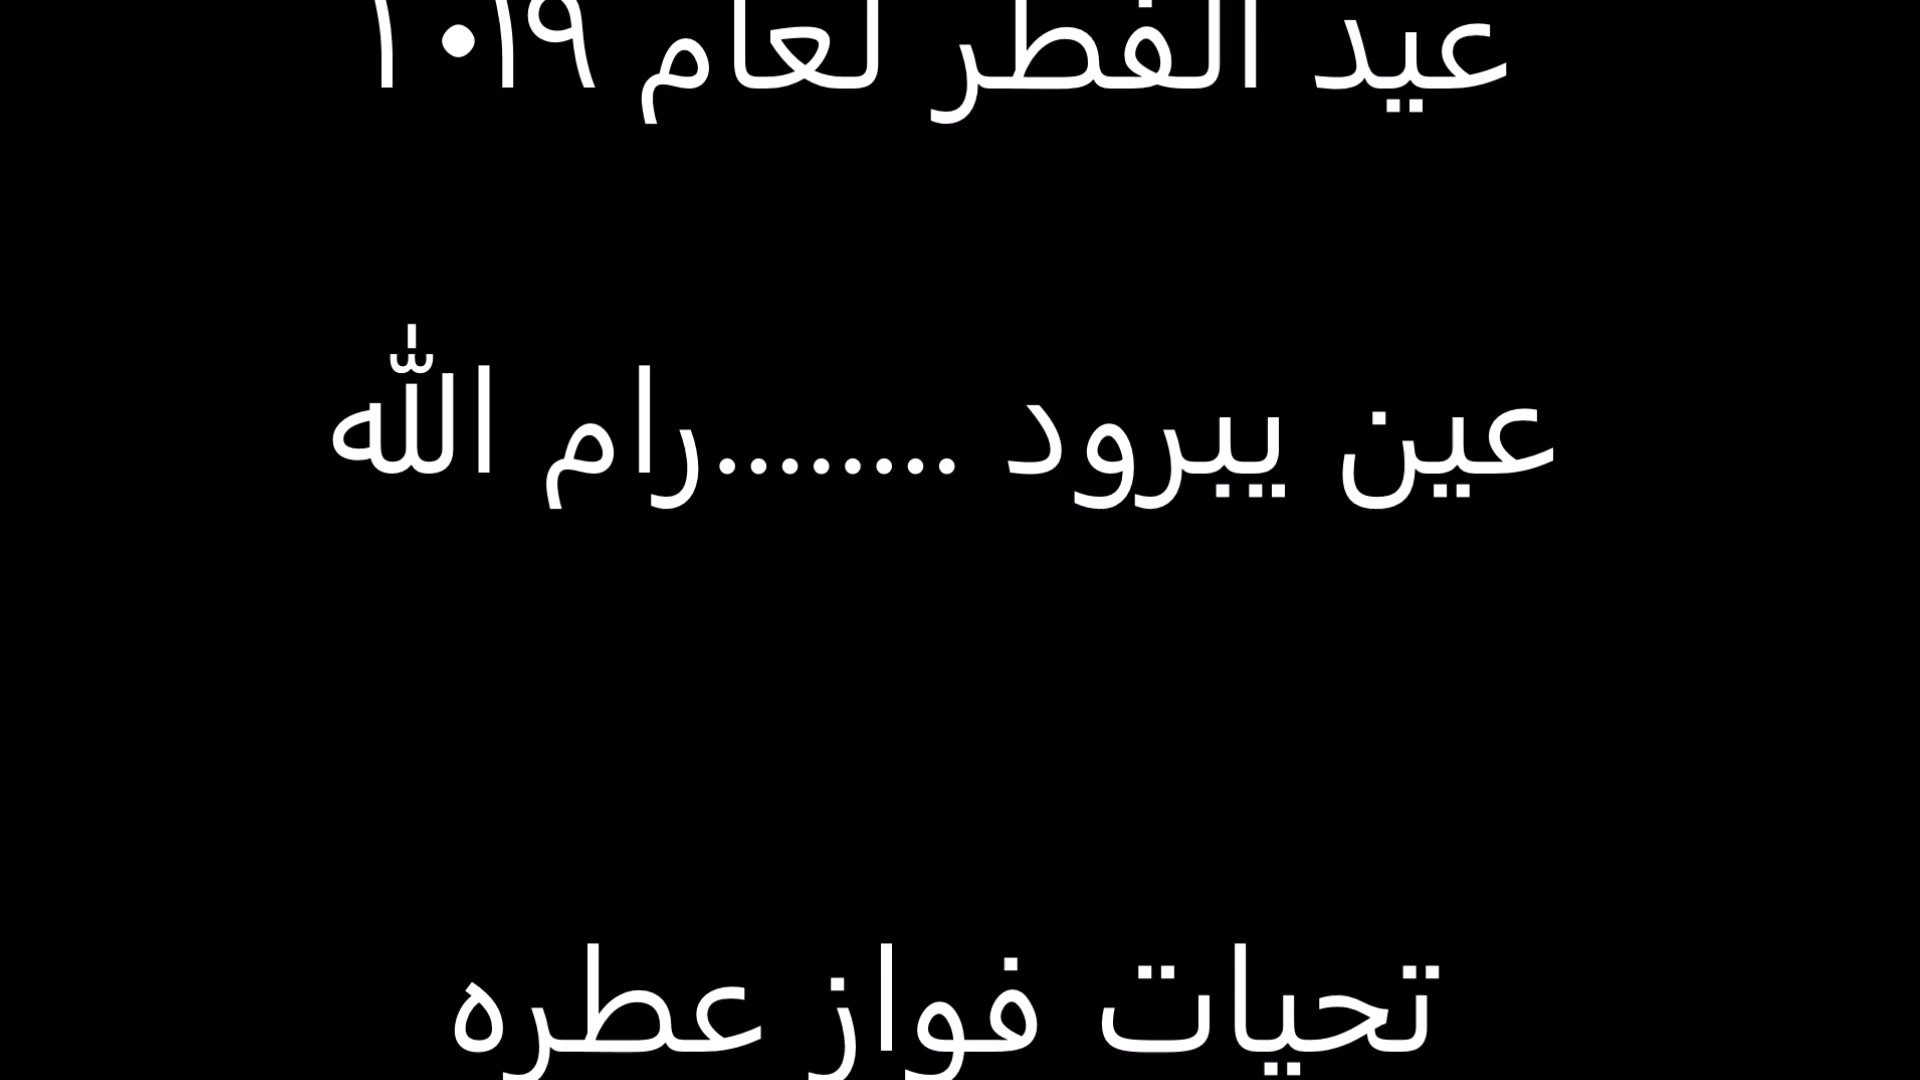 عيد الفطر لعام ٢٠١٩
عين يبرود ........رام الله
تحيات فواز عطره